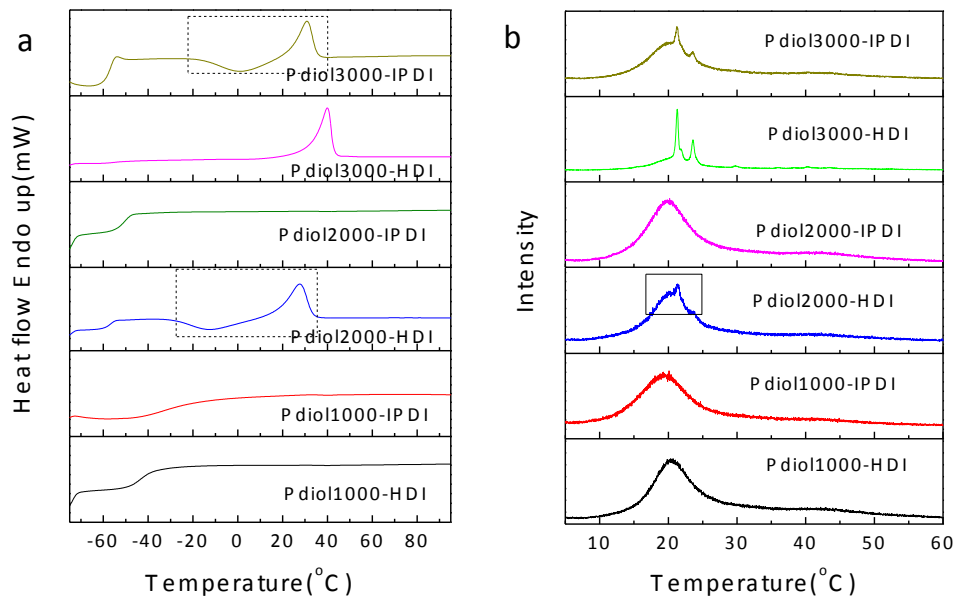 a
Heat flow Endo up(mW)
Pdiol3000-IPDI
Pdiol3000-HDI
Pdiol2000-IPDI
Pdiol2000-HDI
Pdiol1000-IPDI
Pdiol1000-HDI
-60 -40 -20 0 20 40 60 80
Temperature(°C)
b
Intensity
Pdiol3000-IPDI
Pdiol3000-HDI
Pdiol2000-IPDI
Pdiol2000-HDI
Pdiol1000-IPDI
Pdiol1000-HDI
10 20 30 40 50 60
Temperature(°C)